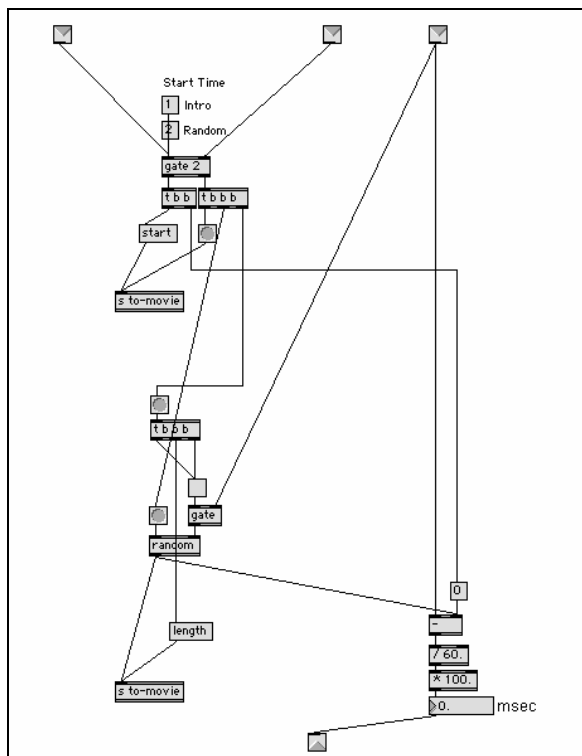 Start Time
1 Intro
2 Random
gate 2
t b b
t b b b
start
s to-movie
t b b b
gate
random
0
length
-
/ 60.
* 100.
s to-movie
0. msec